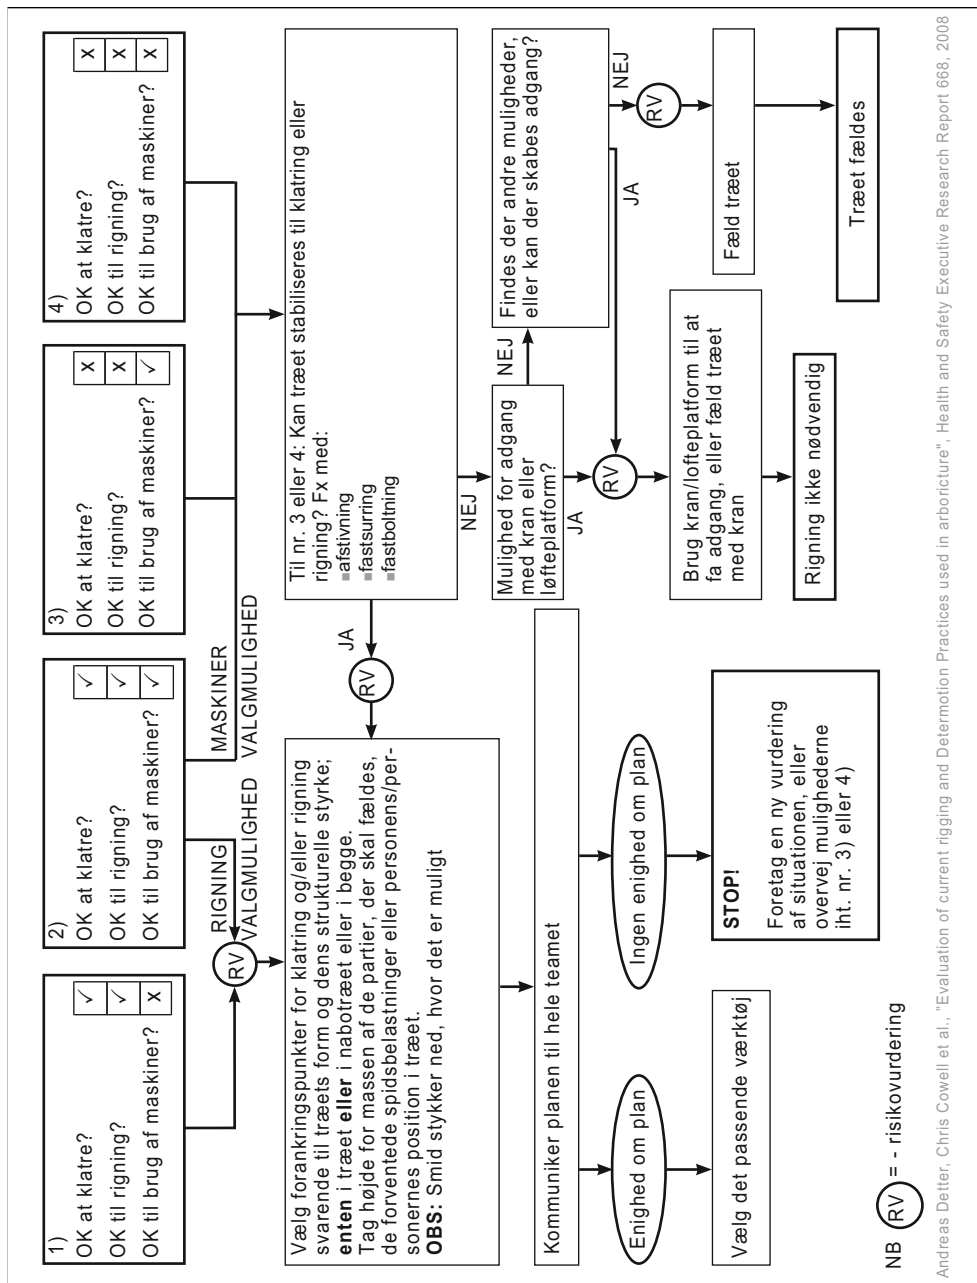 1)
OK at klatre? ✓
OK til rigning? ✓
OK til brug af maskiner? X
2)
OK at klatre? ✓
OK til rigning? ✓
OK til brug af maskiner? ✓
3)
OK at klatre? X
OK til rigning? X
OK til brug af maskiner? ✓
4)
OK at klatre? X
OK til rigning? X
OK til brug af maskiner? X
RIGNING
VALGMULIGHED
MASKINER
VALGMULIGHED
RV
Vælg forankringspunkter for klatring og/eller rigning
svarende til træets form og dens strukturelle styrke;
enten i træet eller i nabotræet eller i begge.
Tag højde for massen af de partier, der skal fældes,
de forventede spidsbelastninger eller personens/per-
sonernes position i træet.
OBS: Smid stykker ned, hvor det er muligt
JA
RV
Til nr. 3 eller 4: Kan træet stabiliseres til klatring eller
rigning? Fx med:
▪afstivning
▪fastsurring
▪fastboltning
NEJ
Kommuniker planen til hele teamet
Mulighed for adgang
med kran eller
løfteplatform?
NEJ
JA
Findes der andre muligheder,
eller kan der skabes adgang?
NEJ
JA
RV
RV
Enighed om plan
Ingen enighed om plan
Brug kran/lofteplatform til at
fa adgang, eller fæld træet
med kran
Fæld træet
Vælg det passende værktøj
STOP!
Foretag en ny vurdering
af situationen, eller
overvej mulighederne
iht. nr. 3) eller 4)
Rigning ikke nødvendig
Træet fældes
NB RV = - risikovurdering
Andreas Detter, Chris Cowell et al., "Evaluation of current rigging and Determotion Practices used in arboricture", Health and Safety Executive Research Report 668, 2008